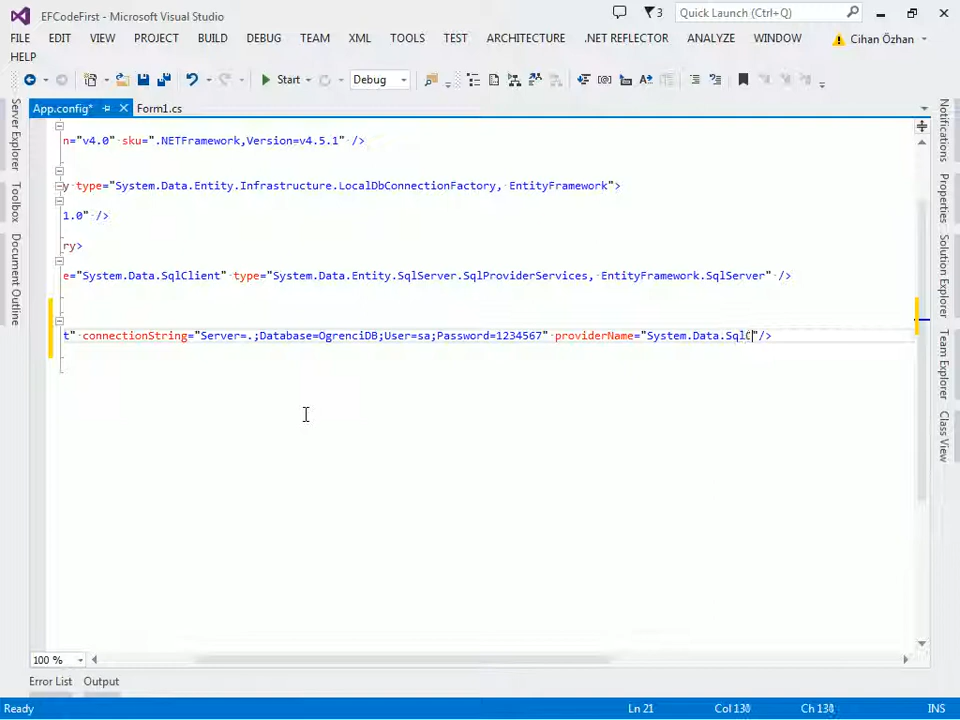 EFCodeFirst - Microsoft Visual Studio
3
Quick Launch (Ctrl+Q)
FILE EDIT VIEW PROJECT BUILD DEBUG TEAM XML TOOLS TEST ARCHITECTURE .NET REFLECTOR ANALYZE WINDOW
Cihan Özhan
HELP
Start Debug
App.config* Form1.cs
n="v4.0" sku=".NETFramework,Version=v4.5.1" />
y type="System.Data.Entity.Infrastructure.LocalDbConnectionFactory, EntityFramework">
1.0" />
ry>
e="System.Data.SqlClient" type="System.Data.Entity.SqlServer.SqlProviderServices, EntityFramework.SqlServer" />
t" connectionString="Server=.;Database=OgrenciDB;User=sa;Password=1234567" providerName="System.Data.SqlC"/>
Server Explorer
Toolbox
Document Outline
Notifications
Properties
Solution Explorer
Team Explorer
Class View
100 %
Error List Output
Ready
Ln 21
Col 138
Ch 138
INS